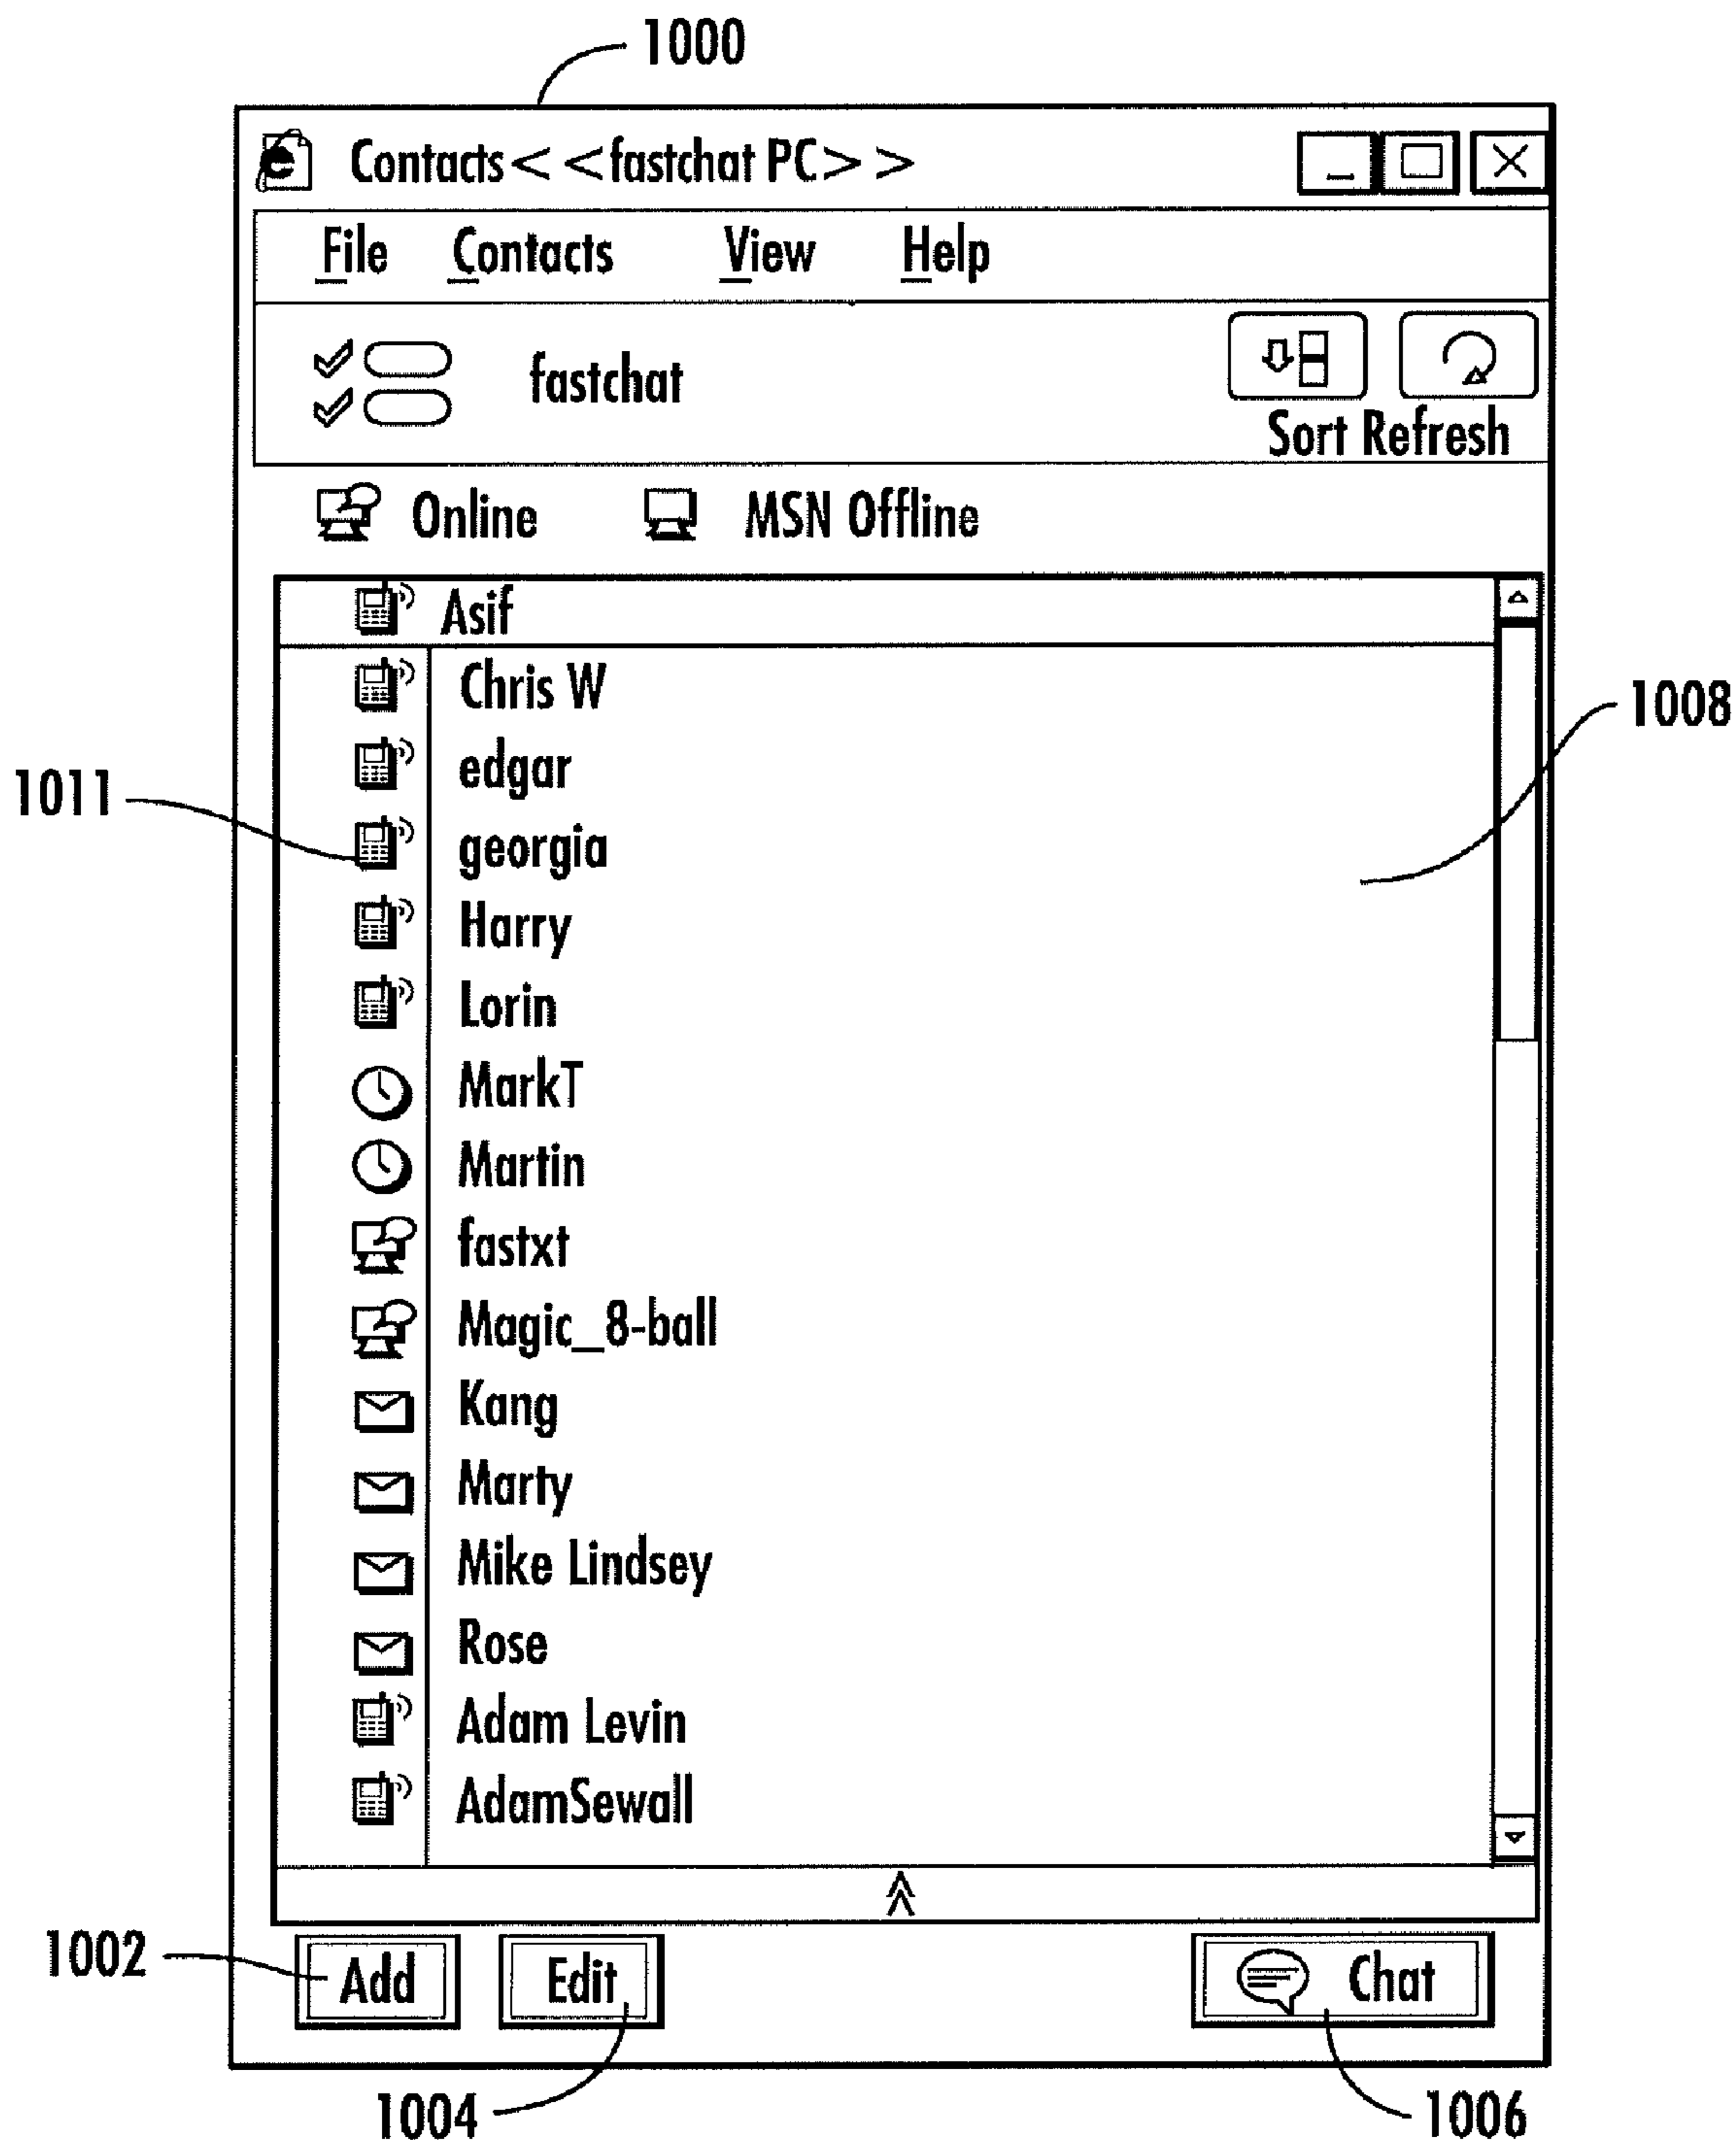 1000
Contacts< <fastchat PC> >
File Contacts View Help
fastchat
Sort Refresh
Online MSN Offline
Asif
Chris W
1008
edgar
1011
georgia
Harry
Lorin
MarkT
Martin
fastxt
Magic_8-ball
Kang
Marty
Mike Lindsey
Rose
Adam Levin
AdamSewall
1002
Add Edit Chat
1004 1006